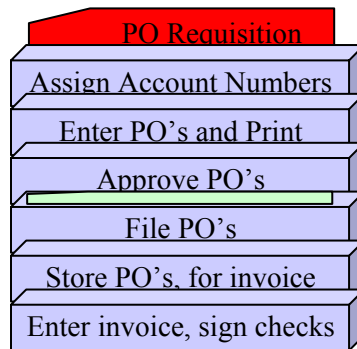 PO Requisition
Assign Account Numbers
Enter PO’s and Print
Approve PO’s
File PO’s
Store PO’s, for invoice
Enter invoice, sign checks